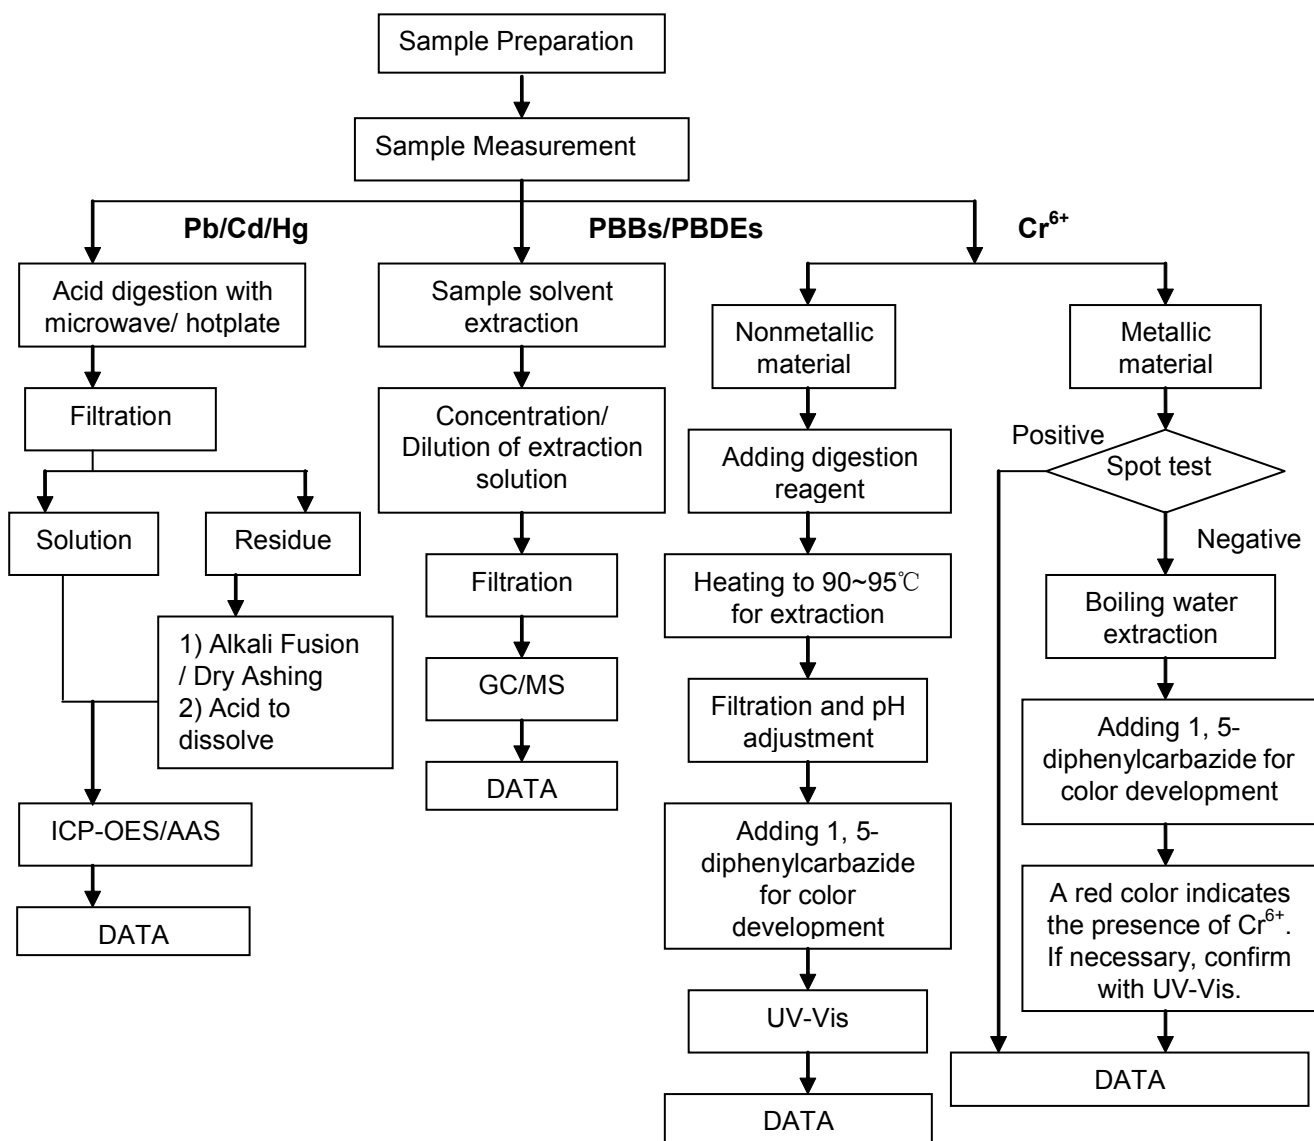 Sample Preparation
Sample Measurement
Pb/Cd/Hg
PBBs/PBDEs
Cr⁶⁺
Acid digestion with
microwave/ hotplate
Filtration
Solution
Residue
1) Alkali Fusion
/ Dry Ashing
2) Acid to
dissolve
ICP-OES/AAS
DATA
Sample solvent
extraction
Concentration/
Dilution of extraction
solution
Filtration
GC/MS
DATA
Nonmetallic
material
Adding digestion
reagent
Heating to 90~95℃
for extraction
Filtration and pH
adjustment
Adding 1, 5-
diphenylcarbazide
for color
development
UV-Vis
DATA
Metallic
material
Positive
Spot test
Negative
Boiling water
extraction
Adding 1, 5-
diphenylcarbazide for
color development
A red color indicates
the presence of Cr⁶⁺.
If necessary, confirm
with UV-Vis.
DATA